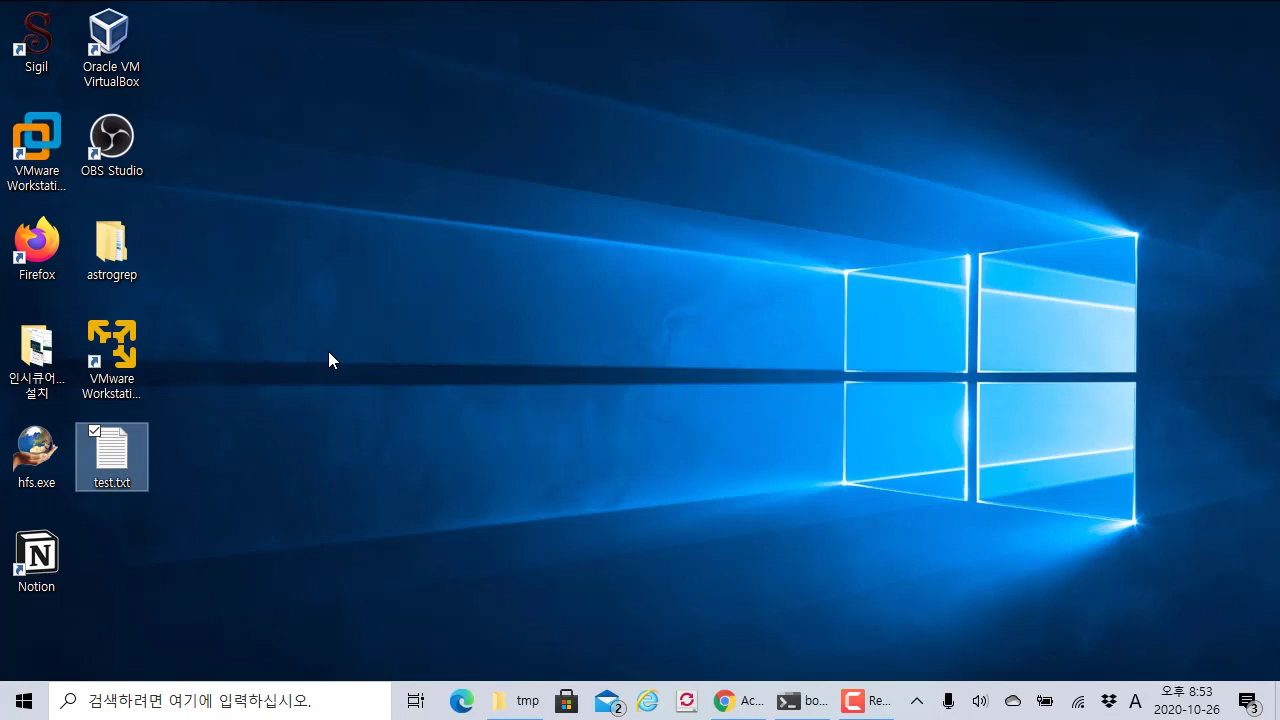 Sigil
Oracle VM
VirtualBox
VMware
Workstati...
OBS Studio
Firefox
astrogrep
인시큐어...
설치
VMware
Workstati...
hfs.exe
test.txt
N
Notion
검색하려면 여기에 입력하십시오.
tmp
2
Ac...
bo...
Re...
A
오후 8:53
2020-10-26
3